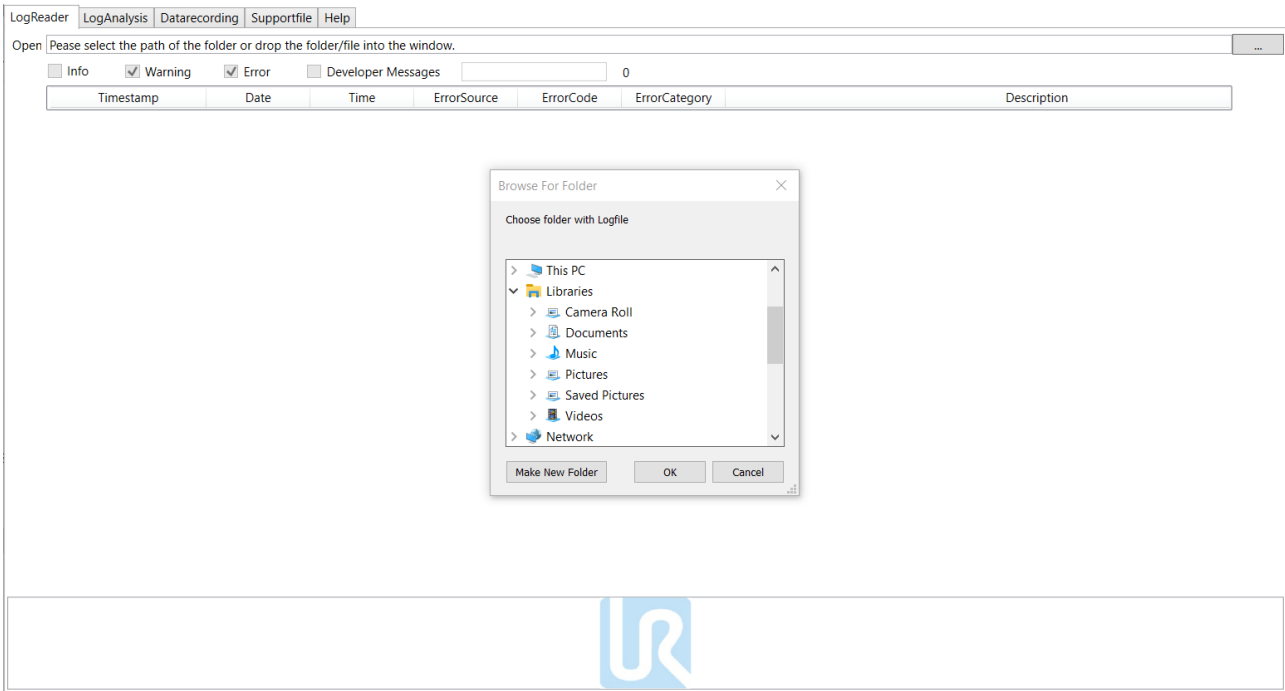 LogReader LogAnalysis Datarecording Supportfile Help
Open Pease select the path of the folder or drop the folder/file into the window. ...
Info Warning Error Developer Messages 0
Timestamp Date Time ErrorSource ErrorCode ErrorCategory Description
Browse For Folder
Choose folder with Logfile
This PC
Libraries
Camera Roll
Documents
Music
Pictures
Saved Pictures
Videos
Network
Make New Folder OK Cancel
UR